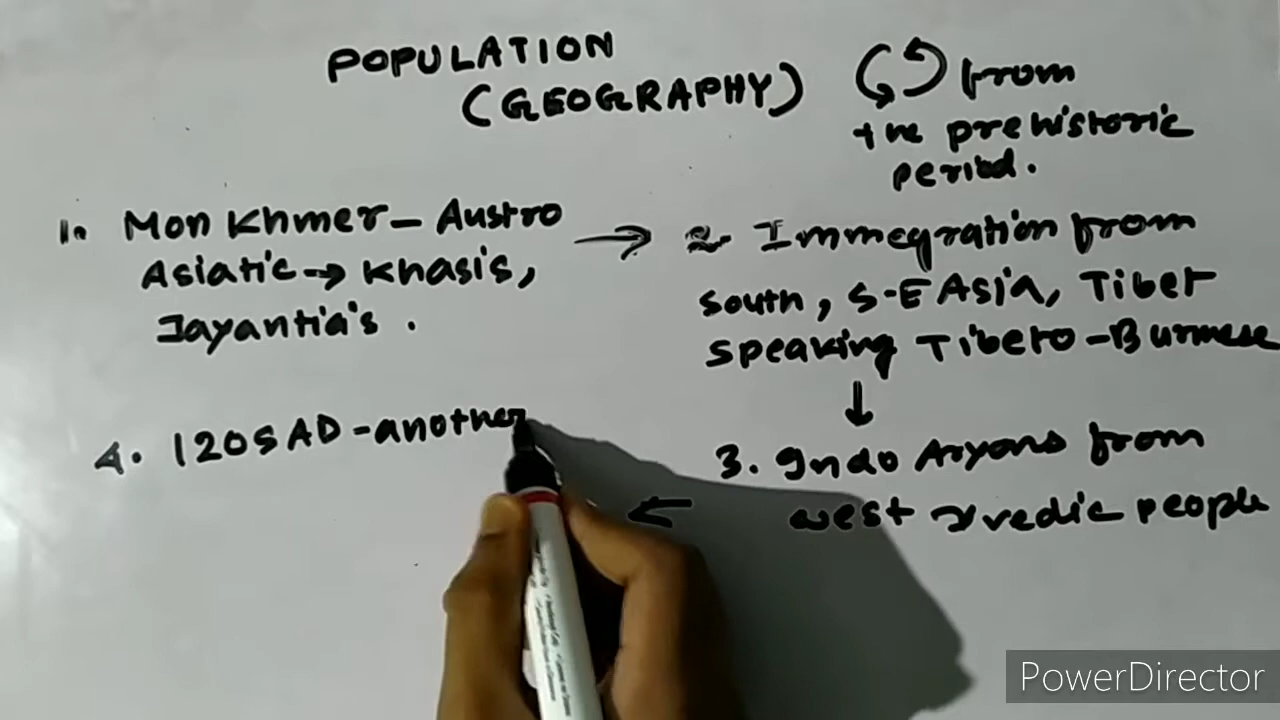 POPULATION
(GEOGRAPHY)
from
the prehistoric
period.
1. Mon Khmer - Austro
Asiatic → Khasis,
Jayantia's.
→ 2. Immegration from
South, S-E Asia, Tibet
speaking Tibeto-Burmese
3. Indo Aryans from
west & vedic people
4. 1205 AD - another
PowerDirector